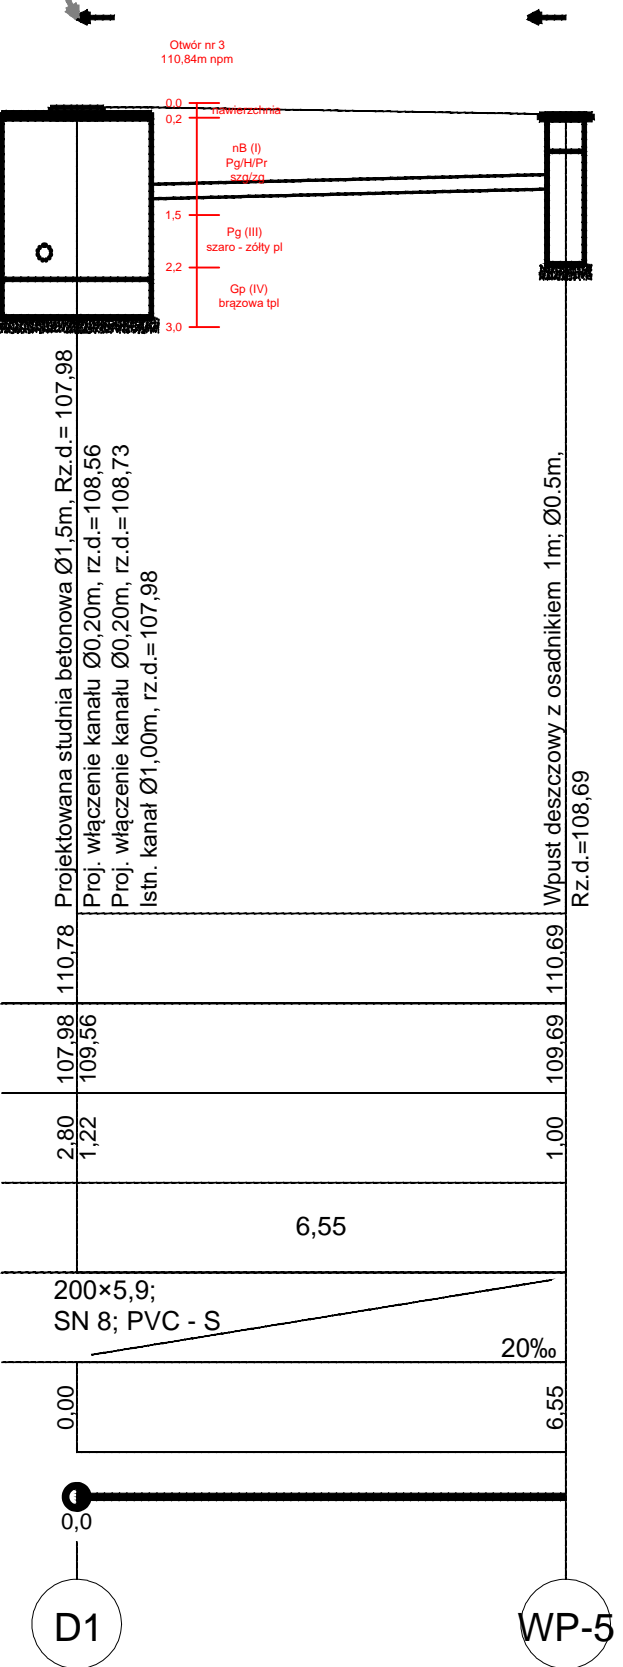 Otwór nr 3
110,84m npm
0,0
nawierzchnia
0,2
nB (I)
Pg/H/Pr
szg/zg
1,5
Pg (III)
szaro - zółty pl
2,2
Gp (IV)
brązowa tpl
3,0
Projektowana studnia betonowa Ø1,5m, Rz.d.= 107,98
Proj. włączenie kanału Ø0,20m, rz.d.=108,56
Proj. włączenie kanału Ø0,20m, rz.d.=108,73
Istn. kanał Ø1,00m, rz.d.=107,98
Wpust deszczowy z osadnikiem 1m; Ø0.5m,
Rz.d.=108,69
110,78
110,69
107,98
109,56
109,69
2,80
1,22
1,00
6,55
200×5,9;
SN 8; PVC - S
20‰
0,00
6,55
0,0
D1
WP-5